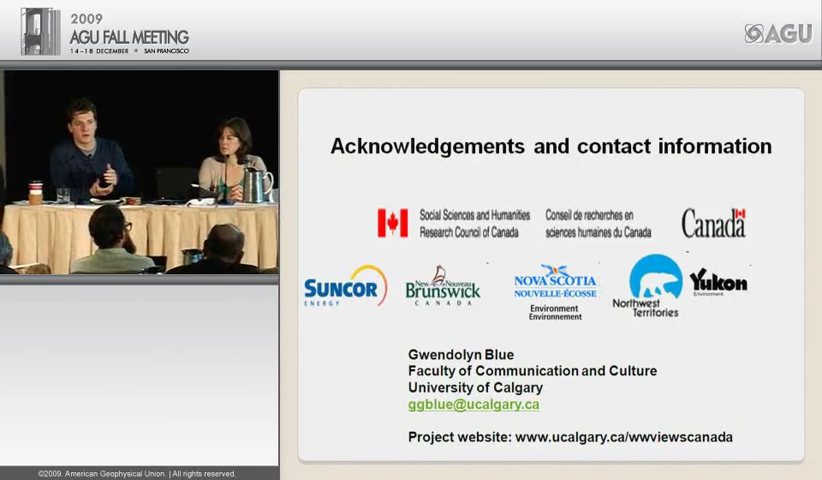 2009
AGU FALL MEETING
14-18 DECEMBER • SAN FRANCISCO
AGU
Acknowledgements and contact information
Social Sciences and Humanities
Research Council of Canada
Conseil de recherches en
sciences humaines du Canada
Canada
SUNCOR
ENERGY
New Nouveau
Brunswick
CANADA
NOVA SCOTIA
NOUVELLE-ÉCOSSE
Environment
Environnement
Northwest
Territories
Yukon
Environment
Gwendolyn Blue
Faculty of Communication and Culture
University of Calgary
ggblue@ucalgary.ca
Project website: www.ucalgary.ca/wwviewscanada
©2009. American Geophysical Union. | All rights reserved.